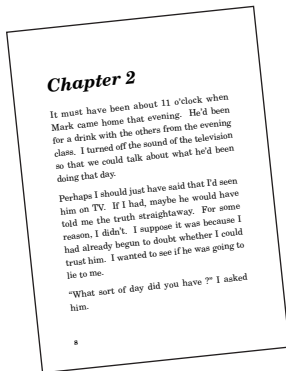 Chapter 2
It must have been about 11 o'clock when
Mark came home that evening. He'd been
for a drink with the others from the evening
class. I turned off the sound of the television
so that we could talk about what he'd been
doing that day.
Perhaps I should just have said that I'd seen
him on TV. If I had, maybe he would have
told me the truth straightaway. For some
reason, I didn't. I suppose it was because I
had already begun to doubt whether I could
trust him. I wanted to see if he was going to
lie to me.
"What sort of day did you have ?" I asked
him.
8